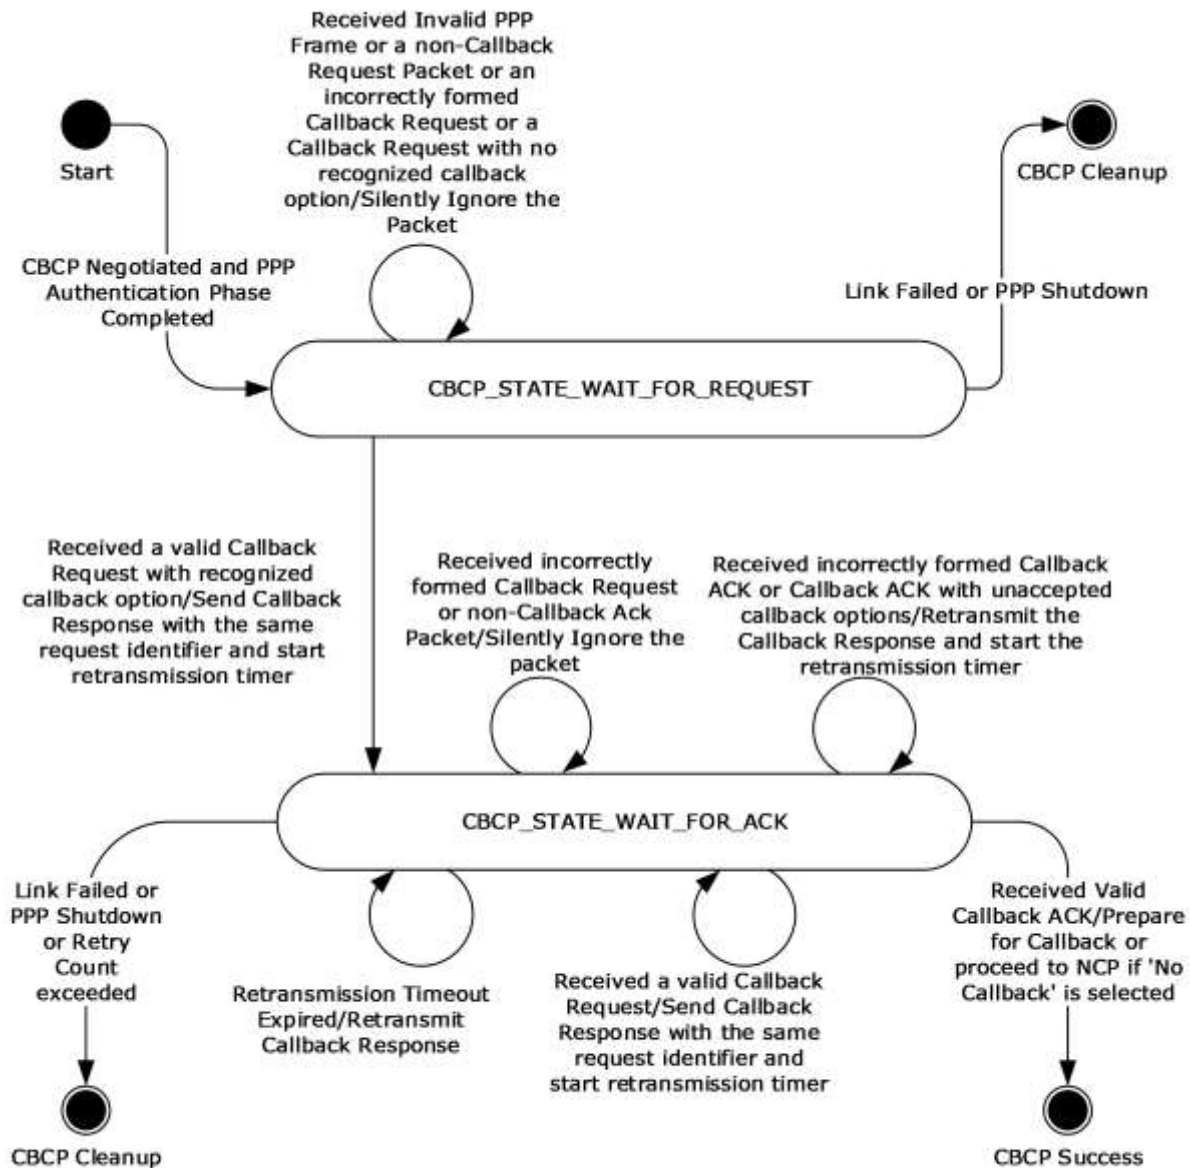 Received Invalid PPP
Frame or a non-Callback
Request Packet or an
incorrectly formed
Callback Request or a
Callback Request with no
recognized callback
option/Silently Ignore the
Packet
Start
CBCP Cleanup
CBCP Negotiated and PPP
Authentication Phase
Completed
Link Failed or PPP Shutdown
CBCP_STATE_WAIT_FOR_REQUEST
Received a valid Callback
Request with recognized
callback option/Send Callback
Response with the same
request identifier and start
retransmission timer
Received incorrectly
formed Callback Request
or non-Callback Ack
Packet/Silently Ignore the
packet
Received incorrectly formed Callback
ACK or Callback ACK with unaccepted
callback options/Retransmit the
Callback Response and start the
retransmission timer
CBCP_STATE_WAIT_FOR_ACK
Link Failed or
PPP Shutdown
or Retry
Count
exceeded
Retransmission Timeout
Expired/Retransmit
Callback Response
Received a valid Callback
Request/Send Callback
Response with the same
request identifier and
start retransmission timer
Received Valid
Callback ACK/Prepare
for Callback or
proceed to NCP if 'No
Callback' is selected
CBCP Cleanup
CBCP Success